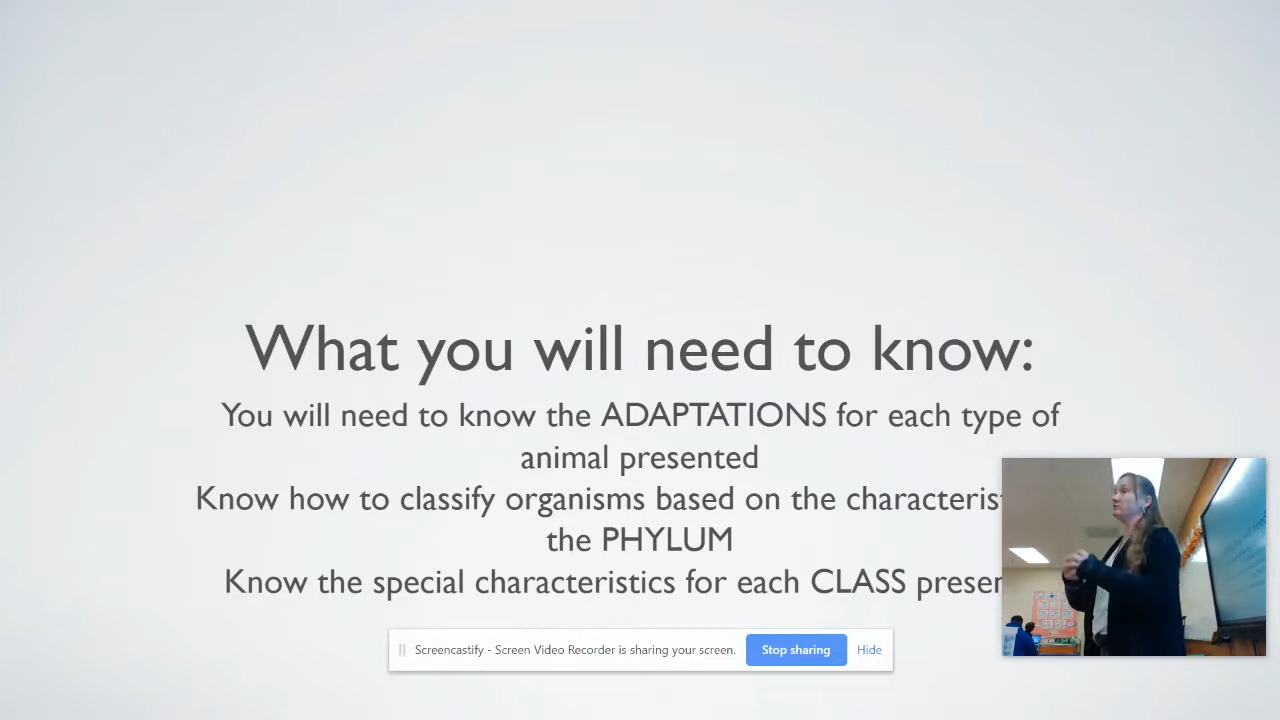 What you will need to know:
You will need to know the ADAPTATIONS for each type of
animal presented
Know how to classify organisms based on the
the PHYLUM
Know the special characteristics for each CLASS
Screencastify - Screen Video Recorder is sharing your screen.
Stop sharing
Hide